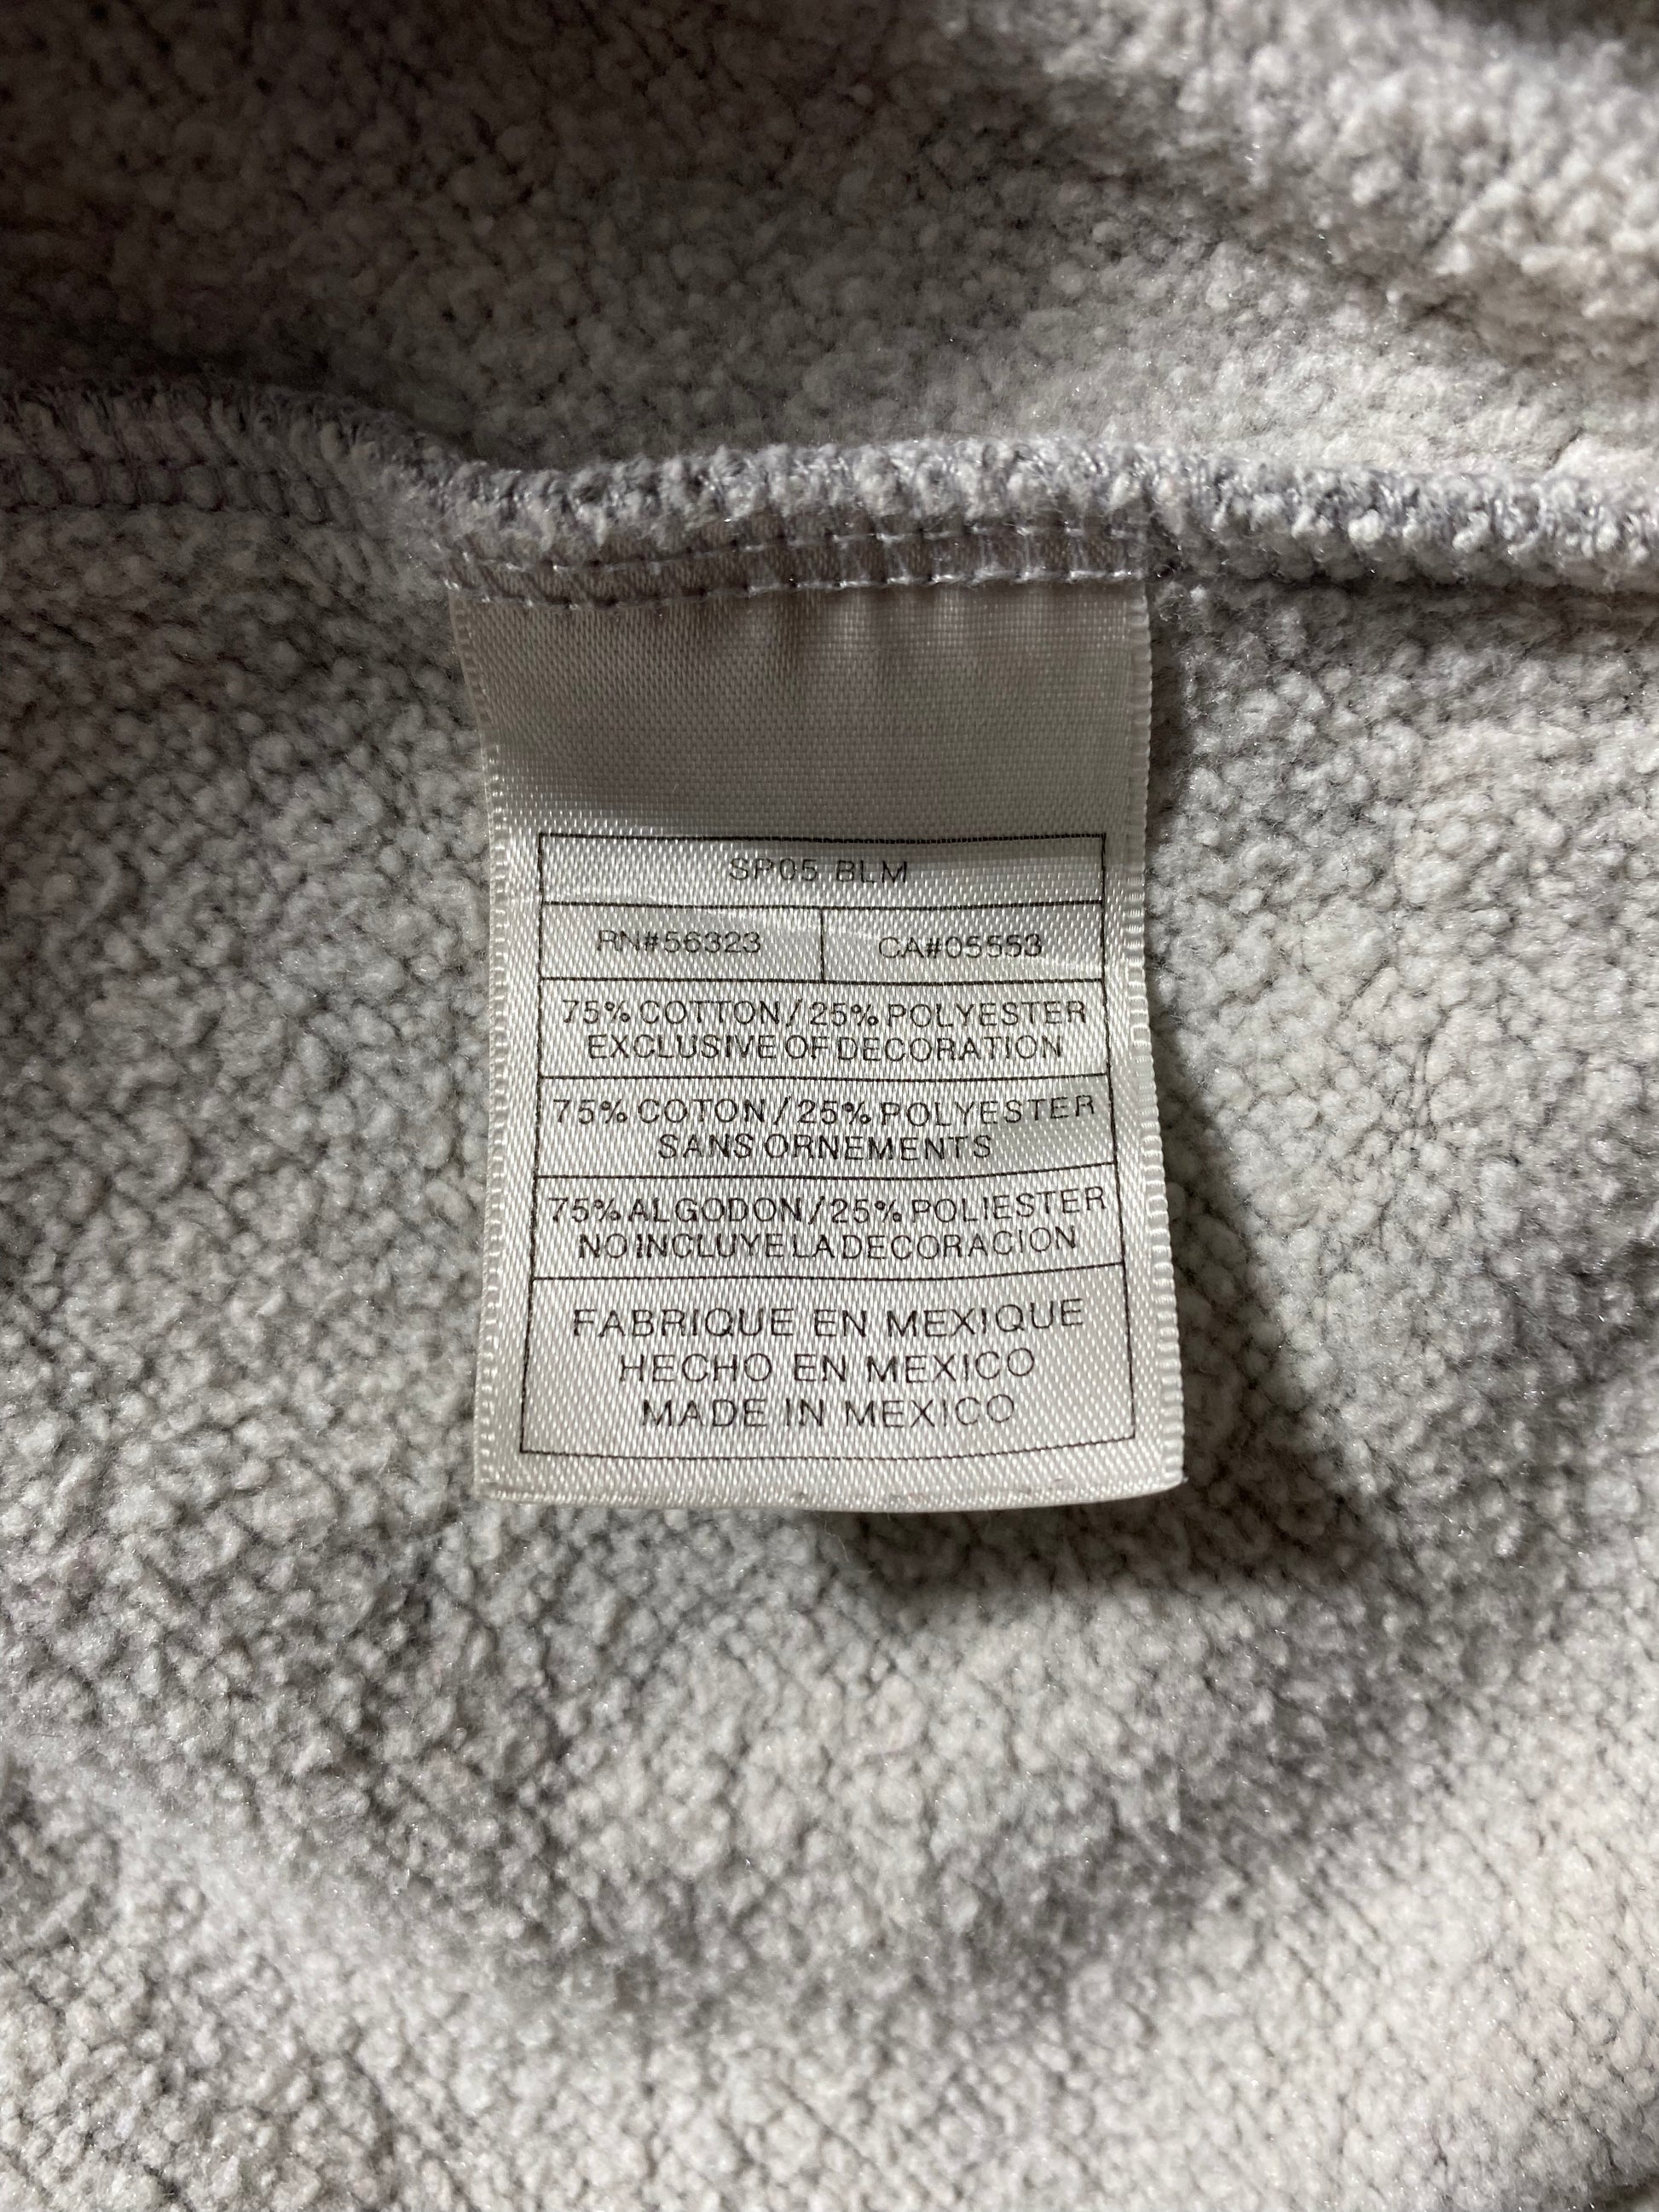 SP05 BLM
RN#56323 CA#05553
75% COTTON/25% POLYESTER
EXCLUSIVE OF DECORATION
75% COTON/25% POLYESTER
SANS ORNEMENTS
75% ALGODON/25% POLIESTER
NO INCLUYE LA DECORACION
FABRIQUE EN MEXIQUE
HECHO EN MEXICO
MADE IN MEXICO